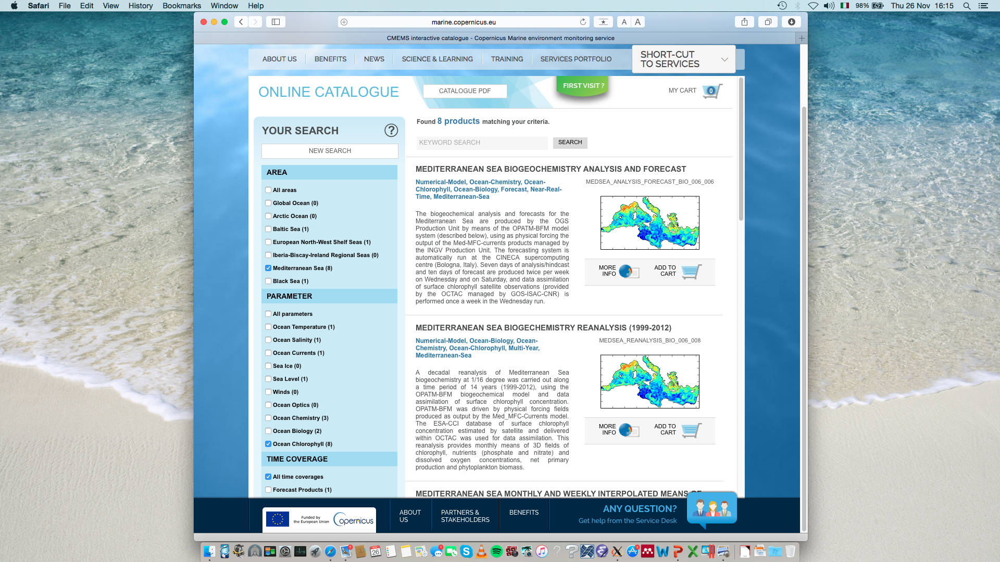 Safari File Edit View History Bookmarks Window Help
98% Thu 26 Nov 16:15
marine.copernicus.eu
A A
CMEMS interactive catalogue - Copernicus Marine environment monitoring service
ABOUT US BENEFITS NEWS SCIENCE & LEARNING TRAINING SERVICES PORTFOLIO
SHORT-CUT
TO SERVICES
ONLINE CATALOGUE
CATALOGUE PDF
FIRST VISIT ?
MY CART 0
YOUR SEARCH ?
NEW SEARCH
AREA
All areas
Global Ocean (0)
Arctic Ocean (0)
Baltic Sea (1)
European North-West Shelf Seas (1)
Iberia-Biscay-Ireland Regional Seas (0)
Mediterranean Sea (8)
Black Sea (1)
PARAMETER
All parameters
Ocean Temperature (1)
Ocean Salinity (1)
Ocean Currents (1)
Sea Ice (0)
Sea Level (1)
Winds (0)
Ocean Optics (0)
Ocean Chemistry (3)
Ocean Biology (2)
Ocean Chlorophyll (8)
TIME COVERAGE
All time coverages
Forecast Products (1)
Found 8 products matching your criteria.
KEYWORD SEARCH
SEARCH
MEDITERRANEAN SEA BIOGEOCHEMISTRY ANALYSIS AND FORECAST
Numerical-Model, Ocean-Chemistry, Ocean-
Chlorophyll, Ocean-Biology, Forecast, Near-Real-
Time, Mediterranean-Sea
The biogeochemical analysis and forecasts for the
Mediterranean Sea are produced by the OGS
Production Unit by means of the OPATM-BFM model
system (described below), using as physical forcing the
output of the Med-MFC-currents products managed by
the INGV Production Unit. The forecasting system is
automatically run at the CINECA supercomputing
centre (Bologna, Italy). Seven days of analysis/hindcast
and ten days of forecast are produced twice per week
on Wednesday and on Saturday, and data assimilation
of surface chlorophyll satellite observations (provided
by the OCTAC managed by GOS-ISAC-CNR) is
performed once a week in the Wednesday run.
MEDSEA_ANALYSIS_FORECAST_BIO_006_006
MORE
INFO
ADD TO
CART
MEDITERRANEAN SEA BIOGECHEMISTRY REANALYSIS (1999-2012)
Numerical-Model, Ocean-Biology, Ocean-
Chemistry, Ocean-Chlorophyll, Multi-Year,
Mediterranean-Sea
A decadal reanalysis of Mediterranean Sea
biogeochemistry at 1/16 degree was carried out along
a time period of 14 years (1999-2012), using the
OPATM-BFM biogeochemical model and data
assimilation of surface chlorophyll concentration.
OPATM-BFM was driven by physical forcing fields
produced as output by the Med_MFC-Currents model.
The ESA-CCI database of surface chlorophyll
concentration estimated by satellite and delivered
within OCTAC was used for data assimilation. This
reanalysis provides monthly means of 3D fields of
chlorophyll, nutrients (phosphate and nitrate) and
dissolved oxygen concentrations, net primary
production and phytoplankton biomass.
MEDSEA_REANALYSIS_BIO_006_008
MORE
INFO
ADD TO
CART
MEDITERRANEAN SEA MONTHLY AND WEEKLY INTERPOLATED MEANS OF
Funded by
the European Union
Copernicus
ABOUT
US
PARTNERS &
STAKEHOLDERS
BENEFITS
ANY QUESTION?
Get help from the Service Desk
26